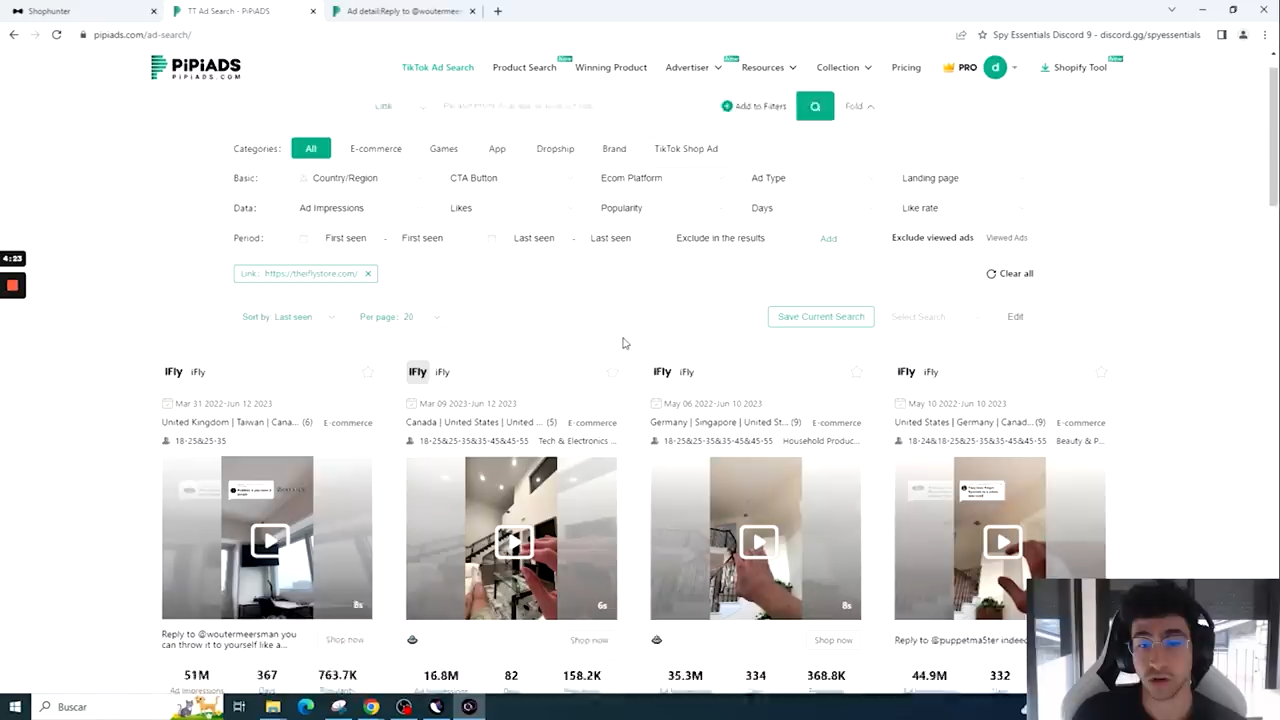 Shophunter
TT Ad Search - PiPiADS
Ad detail:Reply to @woutermeer
pipiads.com/ad-search/
Spy Essentials Discord 9 - discord.gg/spyessentials
PiPiADS
PIPIADS.COM
TikTok Ad Search
Product Search
New
Winning Product
Advertiser
New
Resources
Collection
Pricing
PRO
d
Shopify Tool
New
Link
Add to Filters
Fold
Categories:
All
E-commerce
Games
App
Dropship
Brand
TikTok Shop Ad
Basic:
Country/Region
CTA Button
Ecom Platform
Ad Type
Landing page
Data:
Ad Impressions
Likes
Popularity
Days
Like rate
Period:
First seen - First seen
Last seen - Last seen
Exclude in the results
Add
Exclude viewed ads
Viewed Ads
4:23
Link: https://theiflystore.com/
Clear all
Sort by Last seen
Per page: 20
Save Current Search
Select Search
Edit
iFly iFly
Mar 31 2022-Jun 12 2023
United Kingdom | Taiwan | Cana... (6) E-commerce
18-25&25-35
8s
Reply to @woutermeersman you
can throw it to yourself like a...
Shop now
51M 367 763.7K
Ad Impressions Days Popularity
iFly iFly
Mar 09 2023-Jun 12 2023
Canada | United States | United ... (5) E-commerce
18-25&25-35&35-45&45-55 Tech & Electronics ...
6s
Shop now
16.8M 82 158.2K
iFly iFly
May 06 2022-Jun 10 2023
Germany | Singapore | United St... (9) E-commerce
18-25&25-35&35-45&45-55 Household Produc...
8s
Shop now
35.3M 334 368.8K
iFly iFly
May 10 2022-Jun 10 2023
United States | Germany | Canad... (9) E-commerce
18-24&18-25&25-35&35-45&45-55 Beauty & P...
Reply to @puppetma5ter indeed
44.9M 332
Buscar